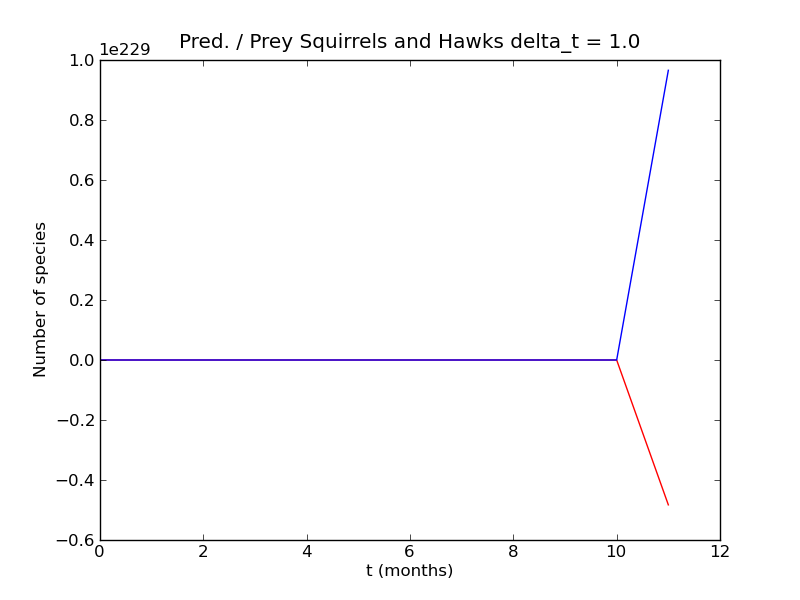 Pred. / Prey Squirrels and Hawks delta_t = 1.0
1e229
1.0
0.8
0.6
0.4
0.2
0.0
−0.2
−0.4
−0.6
Number of species
0 2 4 6 8 10 12
t (months)